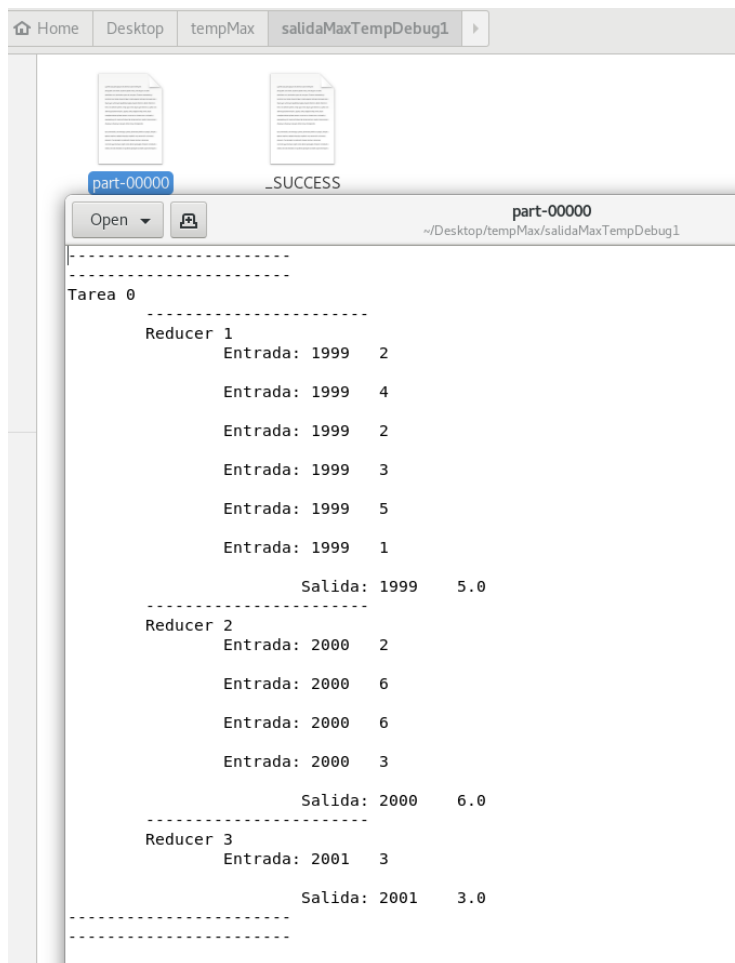 Home Desktop tempMax salidaMaxTempDebug1
part-00000 _SUCCESS
Open part-00000
~/Desktop/tempMax/salidaMaxTempDebug1
-----------------------
-----------------------
Tarea 0
-----------------------
Reducer 1
Entrada: 1999 2
Entrada: 1999 4
Entrada: 1999 2
Entrada: 1999 3
Entrada: 1999 5
Entrada: 1999 1
Salida: 1999 5.0
-----------------------
Reducer 2
Entrada: 2000 2
Entrada: 2000 6
Entrada: 2000 6
Entrada: 2000 3
Salida: 2000 6.0
-----------------------
Reducer 3
Entrada: 2001 3
Salida: 2001 3.0
-----------------------
-----------------------